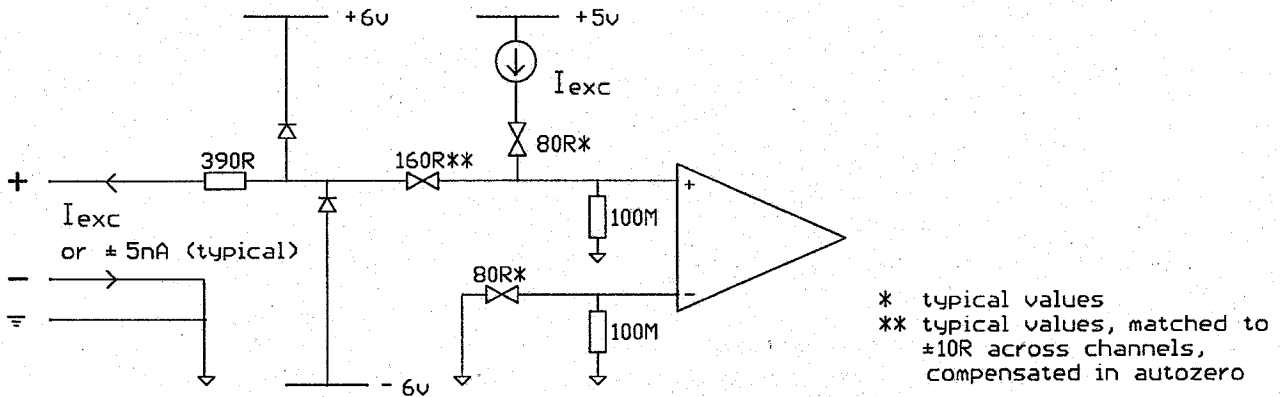 +6v
+5v
Iexc
80R*
390R
160R**
+
Iexc
or ± 5nA (typical)
100M
+
-
80R*
-
100M
- 6v
* typical values
** typical values, matched to
±10R across channels,
compensated in autozero